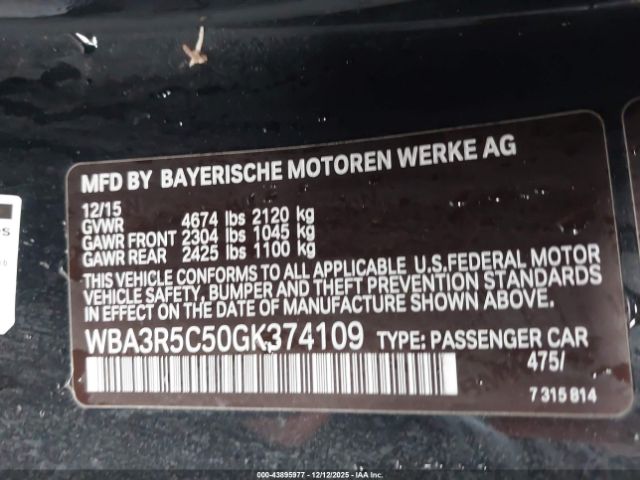 MFD BY BAYERISCHE MOTOREN WERKE AG
12/15
GVWR 4674 lbs 2120 kg
GAWR FRONT 2304 lbs 1045 kg
GAWR REAR 2425 lbs 1100 kg
THIS VEHICLE CONFORMS TO ALL APPLICABLE U.S.FEDERAL MOTOR
VEHICLE SAFETY, BUMPER AND THEFT PREVENTION STANDARDS
IN EFFECT ON THE DATE OF MANUFACTURE SHOWN ABOVE.
WBA3R5C50GK374109 TYPE: PASSENGER CAR
475/
7 315 814
000-43895977 - 12/12/2025 - IAA Inc.